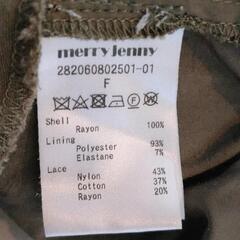 merry jenny
282060802501-01
F
Shell
Rayon 100%
Lining
Polyester 93%
Elastane 7%
Lace
Nylon 43%
Cotton 37%
Rayon 20%